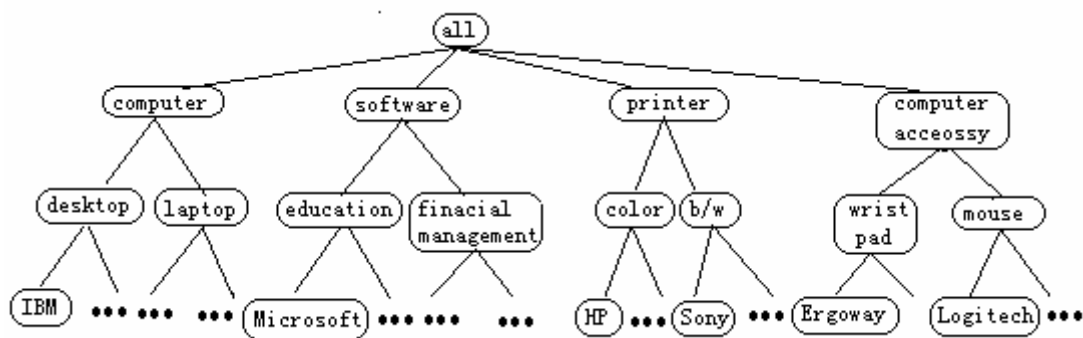 all
computer
software
printer
computer
acceossy
desktop
laptop
education
finacial
management
color
b/w
wrist
pad
mouse
IBM
Microsoft
HP
Sony
Ergoway
Logitech